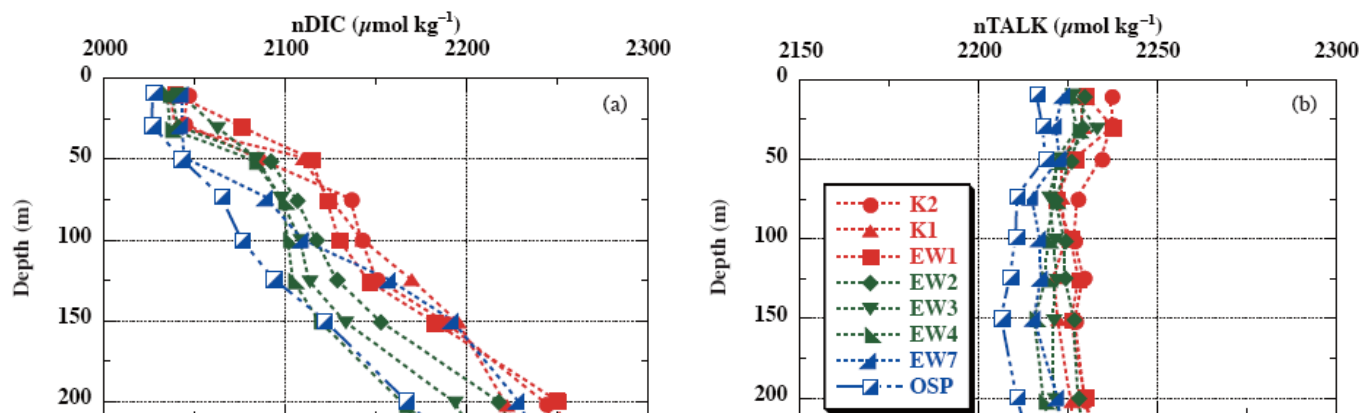 nDIC (μmol kg⁻¹)
2000 2100 2200 2300
0
50
100
150
200
Depth (m)
(a)
nTALK (μmol kg⁻¹)
2150 2200 2250 2300
0
50
100
150
200
Depth (m)
(b)
K2
K1
EW1
EW2
EW3
EW4
EW7
OSP